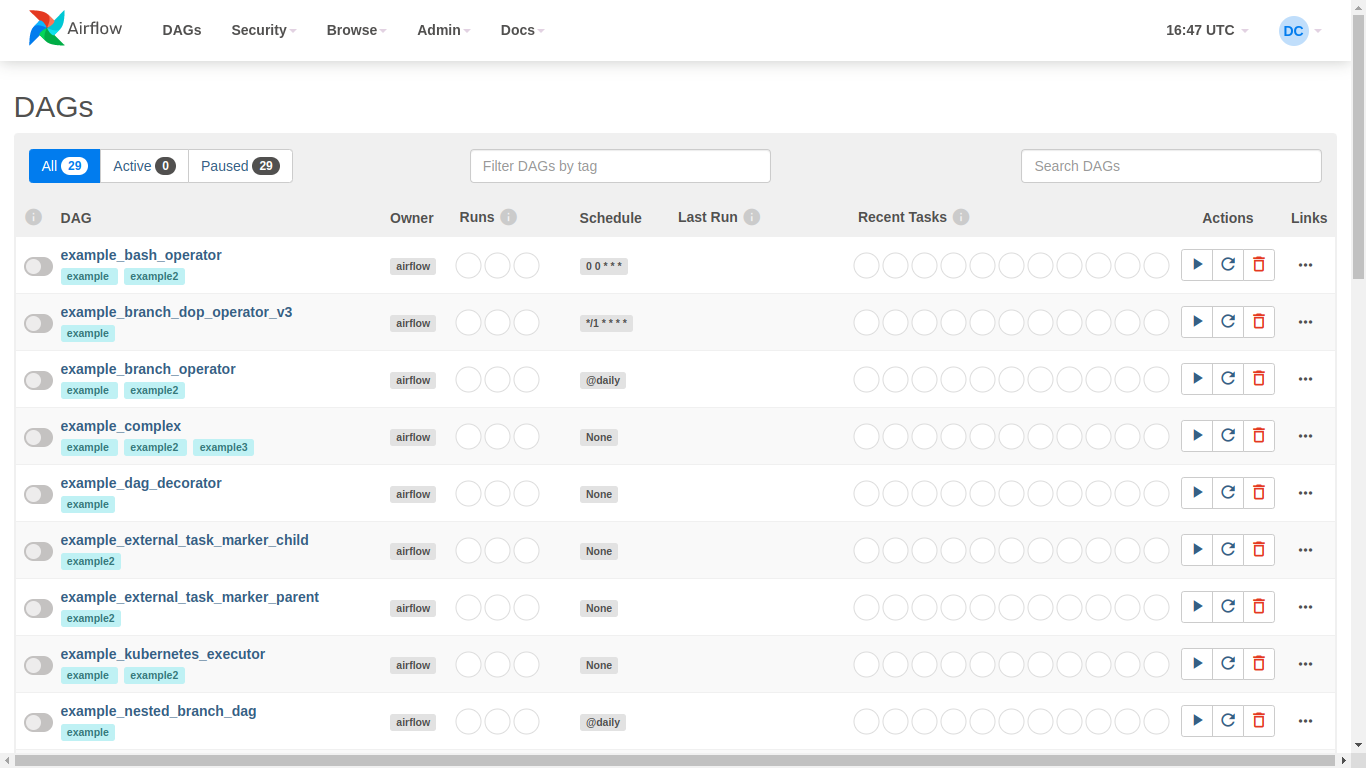 Airflow DAGs Security Browse Admin Docs 16:47 UTC DC
DAGs
All 29 Active 0 Paused 29 Filter DAGs by tag Search DAGs
DAG Owner Runs Schedule Last Run Recent Tasks Actions Links
example_bash_operator
example example2 airflow 0 0 * * *
example_branch_dop_operator_v3
example airflow */1 * * * *
example_branch_operator
example example2 airflow @daily
example_complex
example example2 example3 airflow None
example_dag_decorator
example airflow None
example_external_task_marker_child
example2 airflow None
example_external_task_marker_parent
example2 airflow None
example_kubernetes_executor
example example2 airflow None
example_nested_branch_dag
example airflow @daily